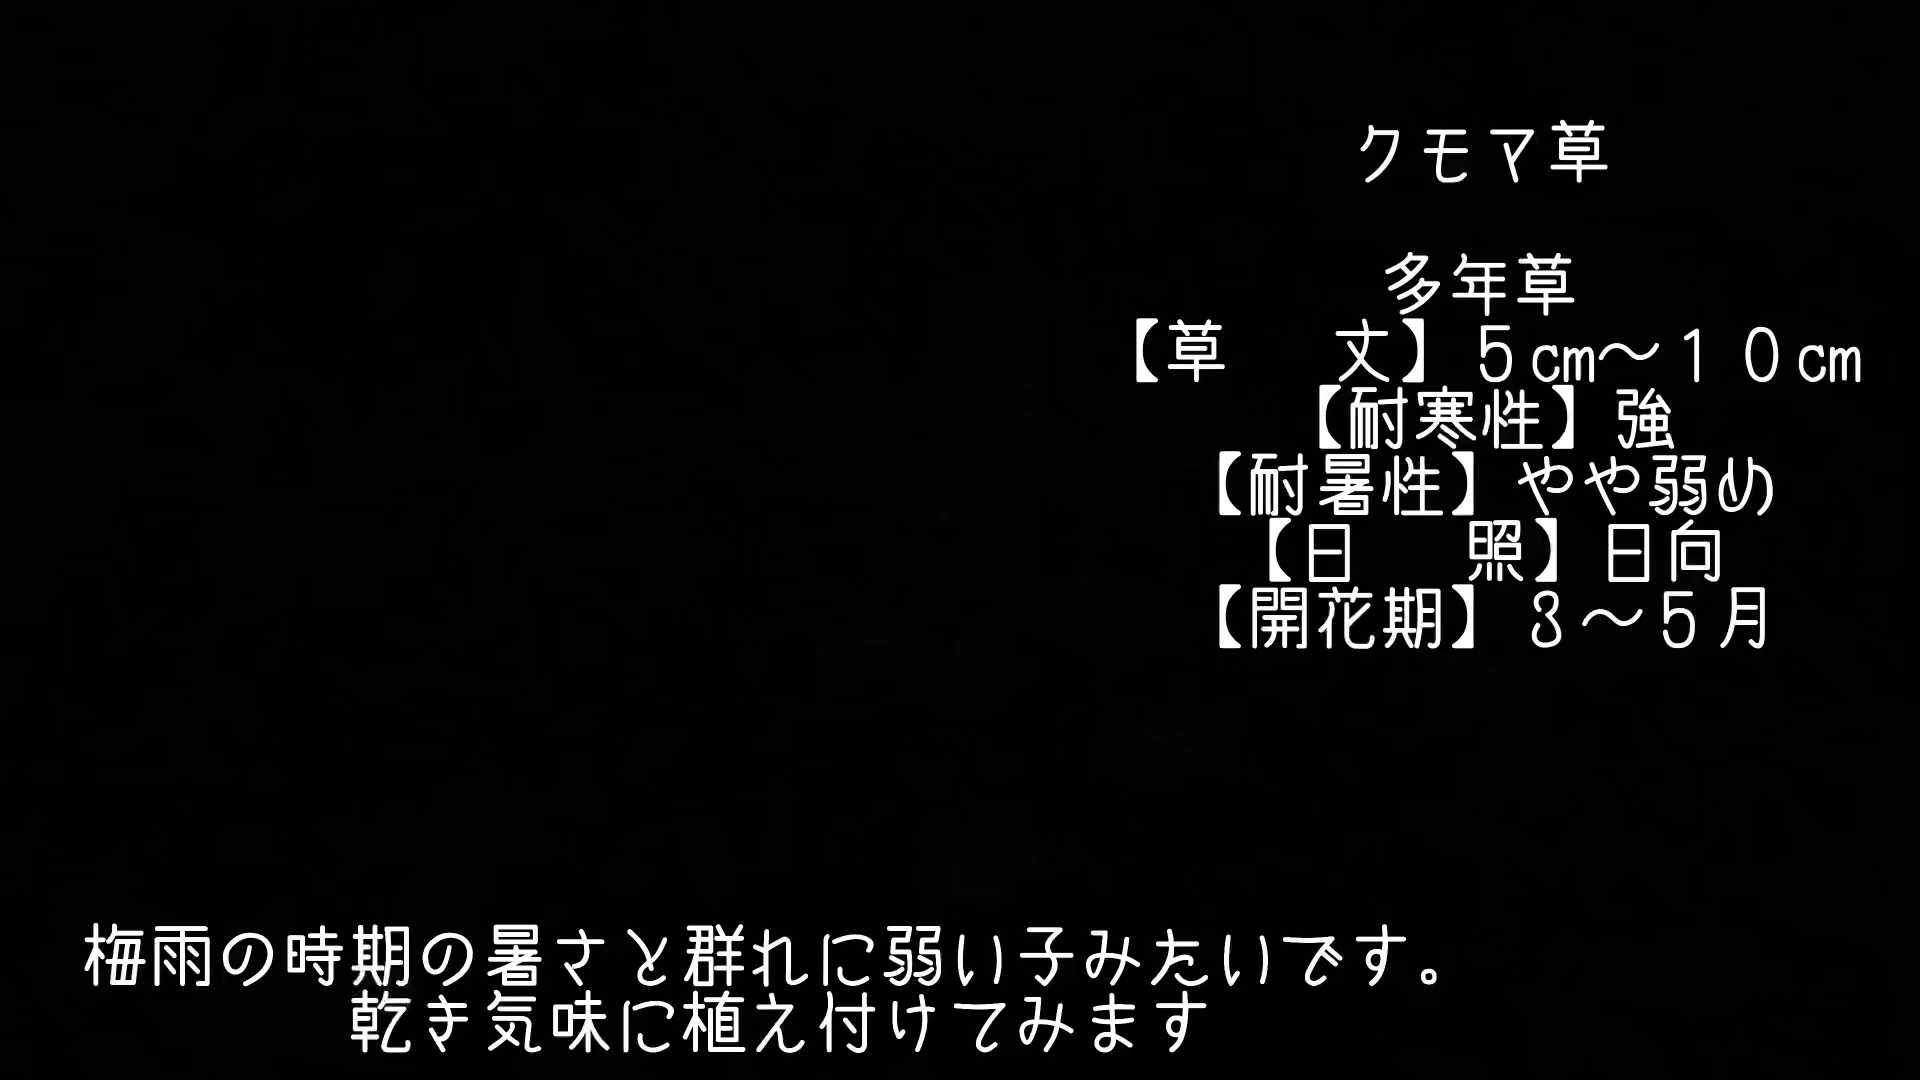 クモマ草
多年草
【草　丈】５㎝～１０㎝
【耐寒性】強
【耐暑性】やや弱め
【日　照】日向
【開花期】３～５月
梅雨の時期の暑さと群れに弱い子みたいです。
乾き気味に植え付けてみます